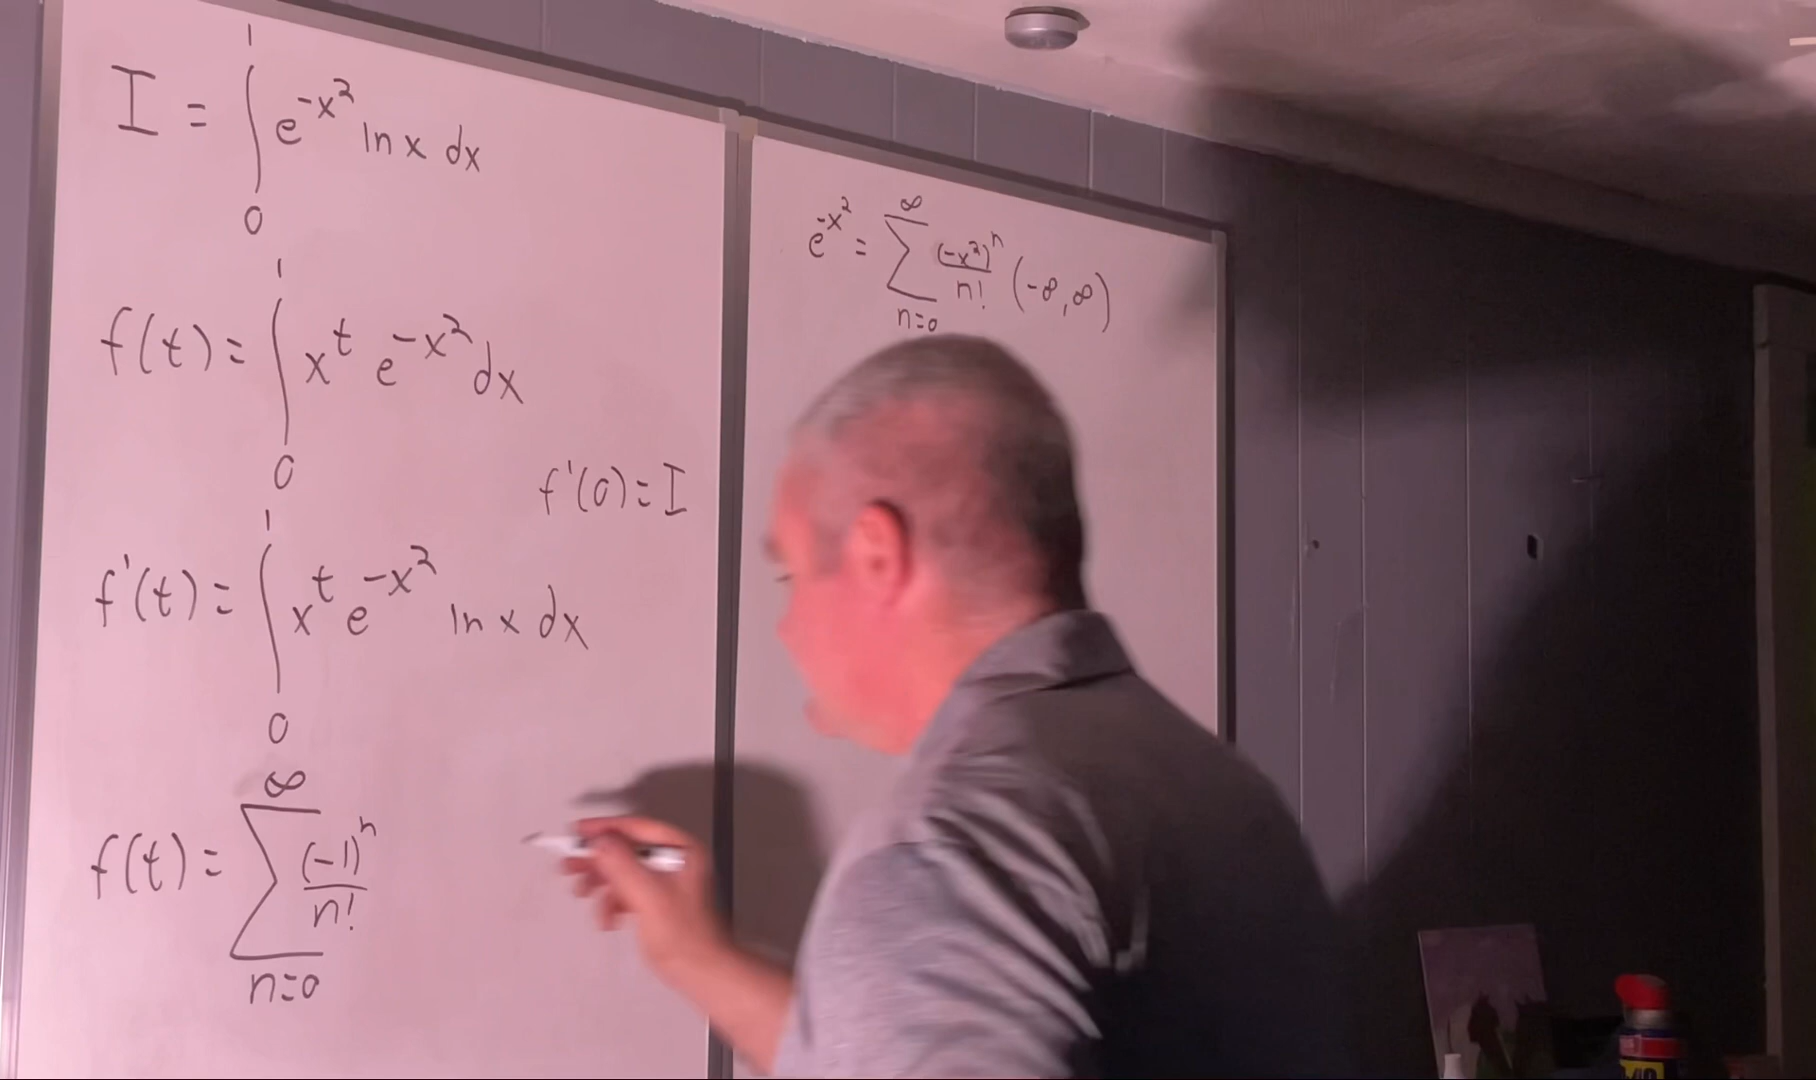 I = ∫₀¹ e^{-x²} ln x dx
f(t) = ∫₀¹ x^t e^{-x²} dx
f'(0) = I
f'(t) = ∫₀¹ x^t e^{-x²} ln x dx
f(t) = ∑_{n=0}^{∞} (-1)^n / n!
e^{-x²} = ∑_{n=0}^{∞} (-x²)^n / n! (-∞, ∞)